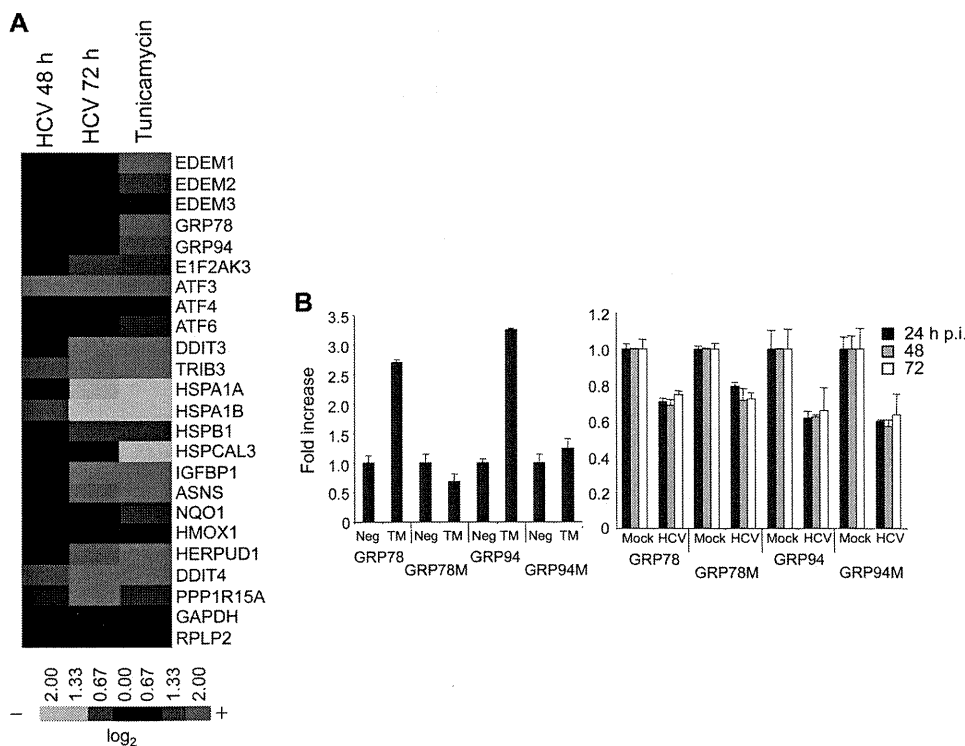 A
HCV 48 h
HCV 72 h
Tunicamycin
EDEM1
EDEM2
EDEM3
GRP78
GRP94
E1F2AK3
ATF3
ATF4
ATF6
DDIT3
TRIB3
HSPA1A
HSPA1B
HSPB1
HSPCAL3
IGFBP1
ASNS
NQO1
HMOX1
HERPUD1
DDIT4
PPP1R15A
GAPDH
RPLP2
2.00 1.33 0.67 0.00 0.67 1.33 2.00
– +
log2
B
Fold increase
3.5
3.0
2.5
2.0
1.5
1.0
0.5
0
Neg TM Neg TM Neg TM Neg TM
GRP78 GRP94
GRP78M GRP94M
1.2
1.0
0.8
0.6
0.4
0.2
0
24 h p.i.
48
72
Mock HCV Mock HCV Mock HCV Mock HCV
GRP78 GRP94
GRP78M GRP94M